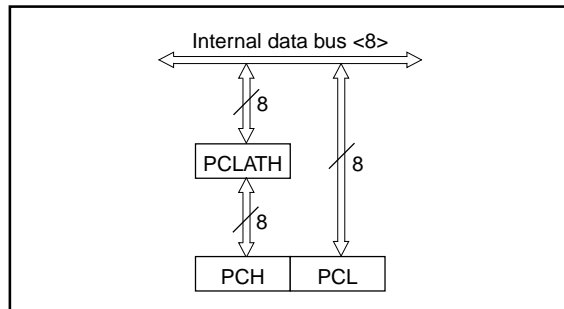 Internal data bus <8>
8
PCLATH
8
8
PCH PCL